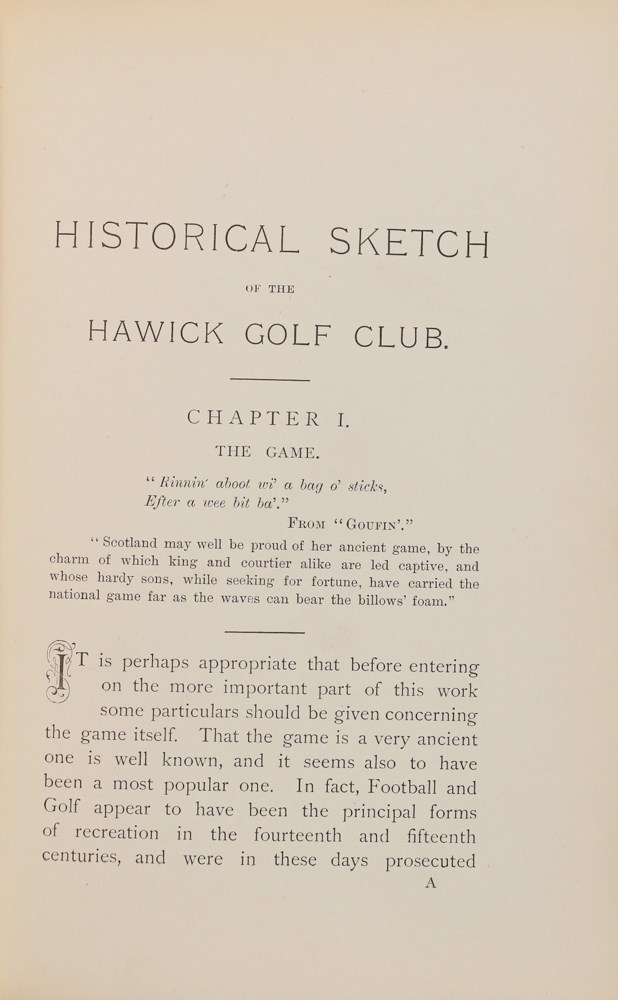 HISTORICAL SKETCH
OF THE
HAWICK GOLF CLUB.
CHAPTER I.
THE GAME.
“Rinnin’ aboot wi’ a bag o’ sticks,
Efter a wee bit ba’.”
FROM “GOUFIN’.”
“Scotland may well be proud of her ancient game, by the
charm of which king and courtier alike are led captive, and
whose hardy sons, while seeking for fortune, have carried the
national game far as the waves can bear the billows’ foam.”
IT is perhaps appropriate that before entering
on the more important part of this work
some particulars should be given concerning
the game itself. That the game is a very ancient
one is well known, and it seems also to have
been a most popular one. In fact, Football and
Golf appear to have been the principal forms
of recreation in the fourteenth and fifteenth
centuries, and were in these days prosecuted
A